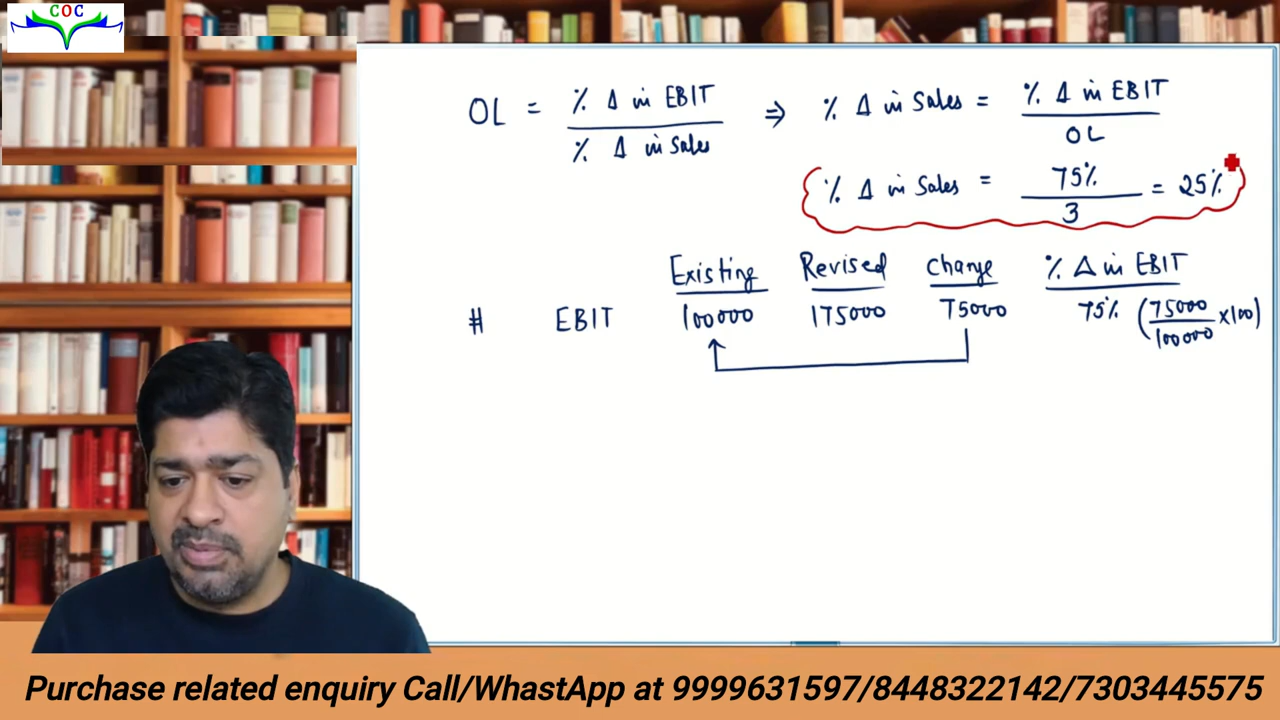 COC
OL = % Δ in EBIT / % Δ in Sales ⇒ % Δ in Sales = % Δ in EBIT / OL
% Δ in Sales = 75% / 3 = 25%
Existing Revised Change % Δ in EBIT
# EBIT 100000 175000 75000 75% (75000 / 100000 ×100)
Purchase related enquiry Call/WhastApp at 9999631597/8448322142/7303445575